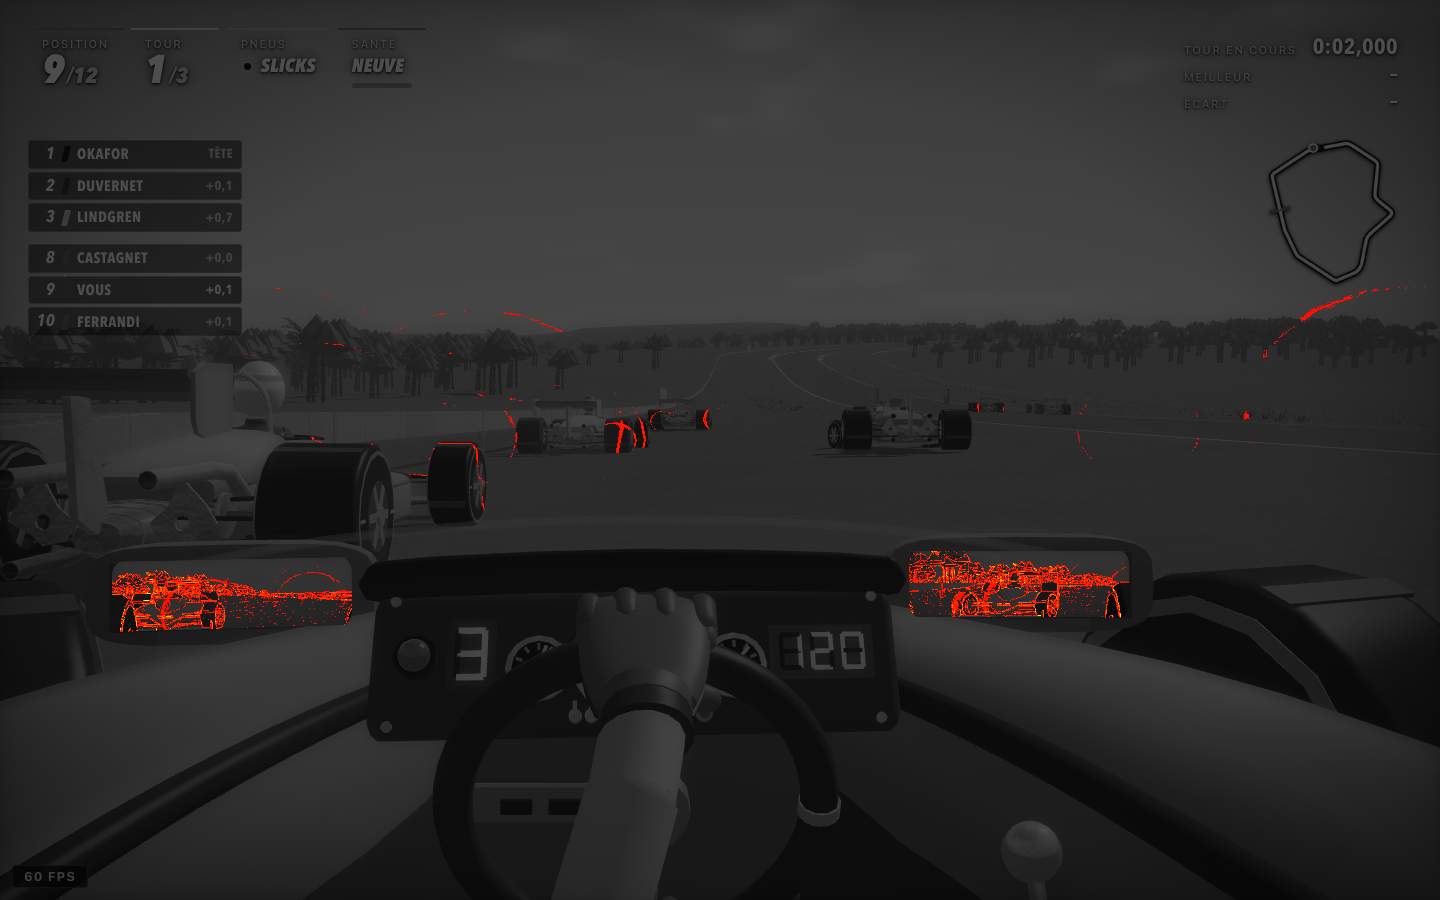 POSITION
9/12
TOUR
1/3
PNEUS
• SLICKS
SANTÉ
NEUVE
TOUR EN COURS 0:02,000
MEILLEUR –
ÉCART –
1 OKAFOR TÊTE
2 DUVERNET +0,1
3 LINDGREN +0,7
8 CASTAGNET +0,0
9 VOUS +0,1
10 FERRANDI +0,1
3
120
60 FPS